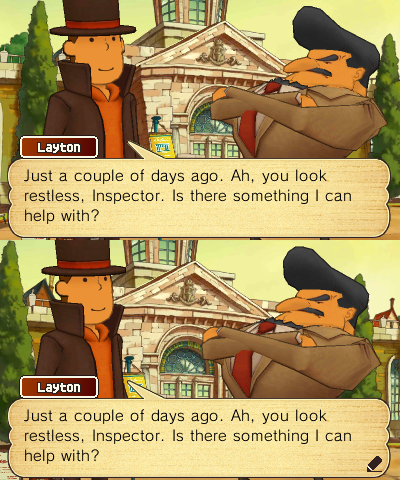 Layton
Just a couple of days ago. Ah, you look
restless, Inspector. Is there something I can
help with?
Layton
Just a couple of days ago. Ah, you look
restless, Inspector. Is there something I can
help with?